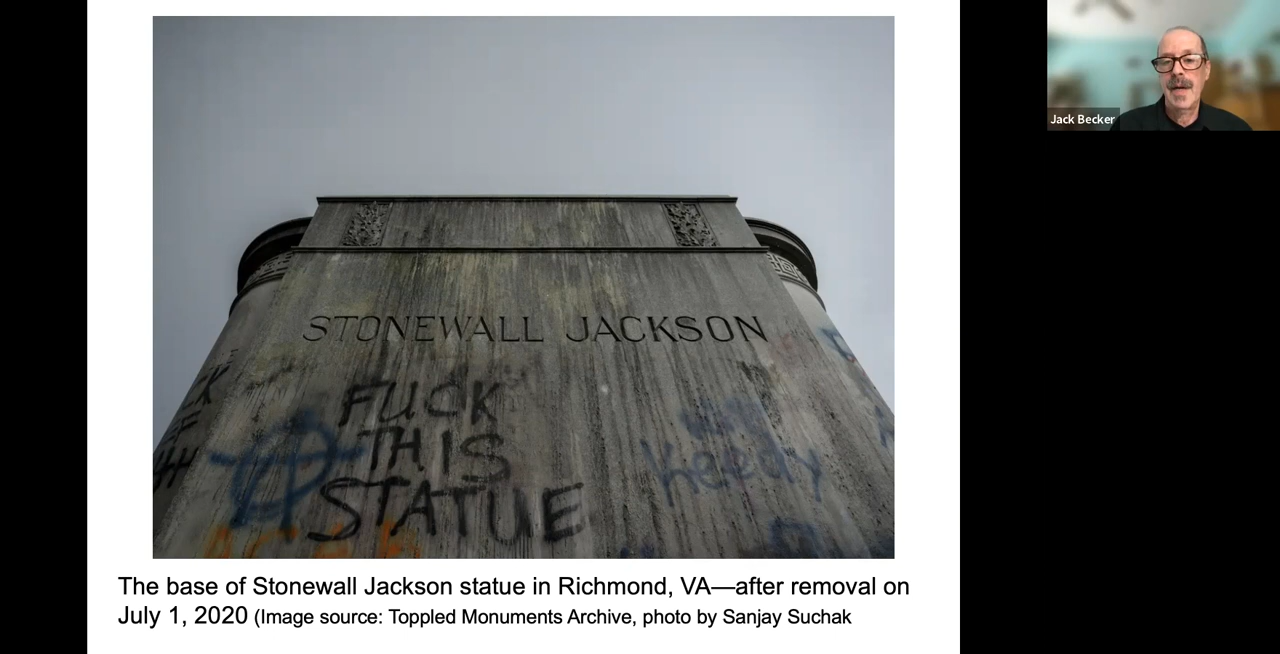 STONEWALL JACKSON
FUCK
THIS
STATUE
Keedy
The base of Stonewall Jackson statue in Richmond, VA—after removal on
July 1, 2020 (Image source: Toppled Monuments Archive, photo by Sanjay Suchak
Jack Becker